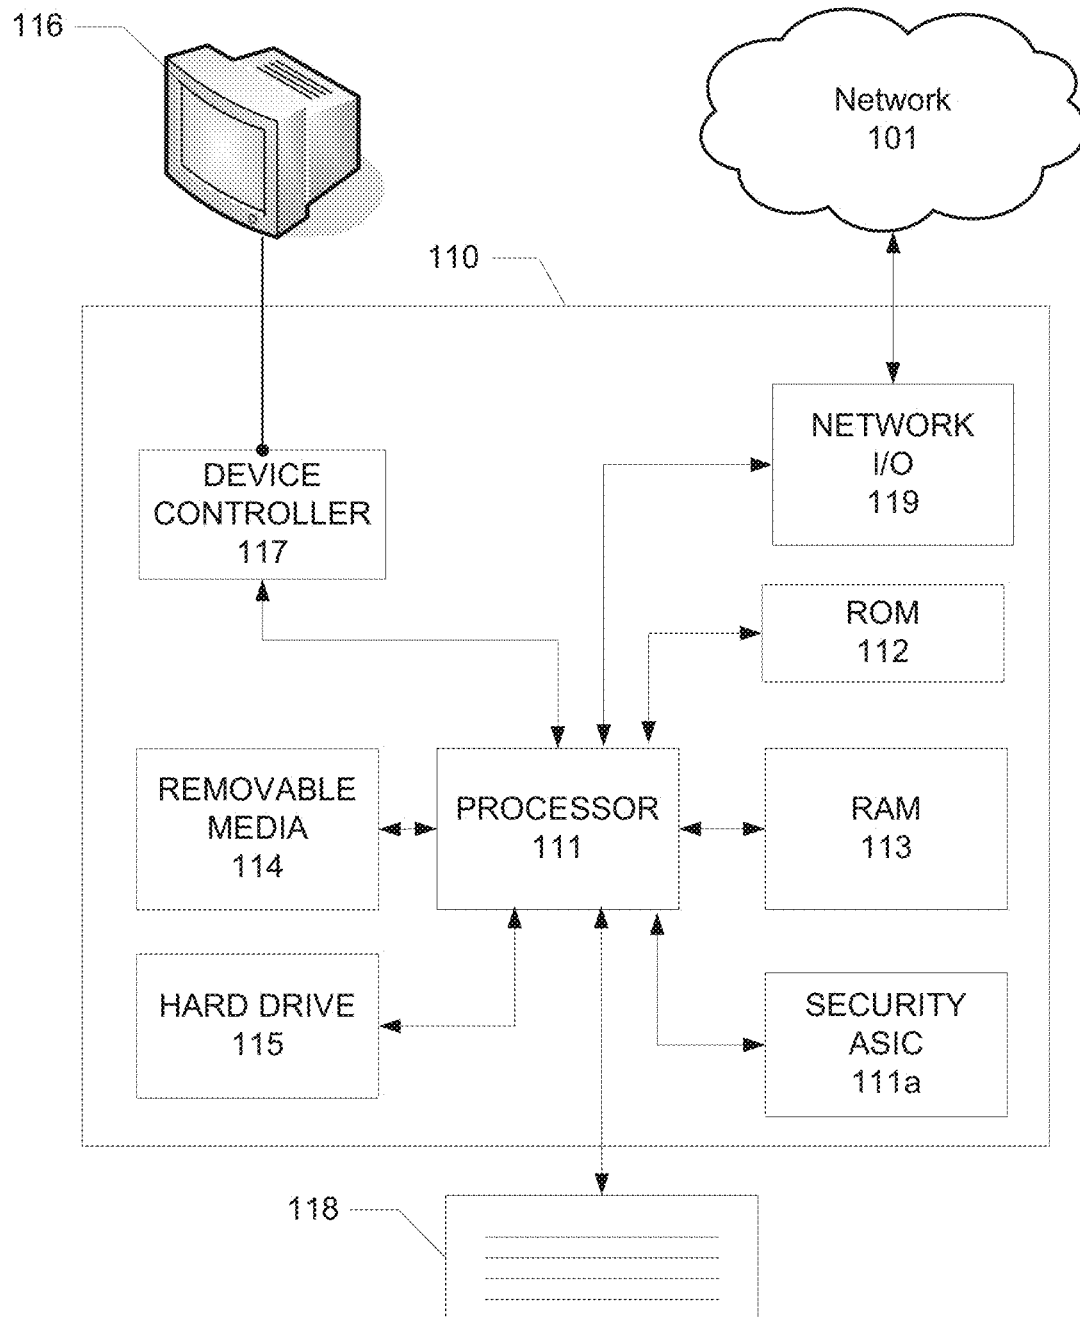 116
Network
101
110
NETWORK
I/O
119
DEVICE
CONTROLLER
117
ROM
112
REMOVABLE
MEDIA
114
PROCESSOR
111
RAM
113
HARD DRIVE
115
SECURITY
ASIC
111a
118